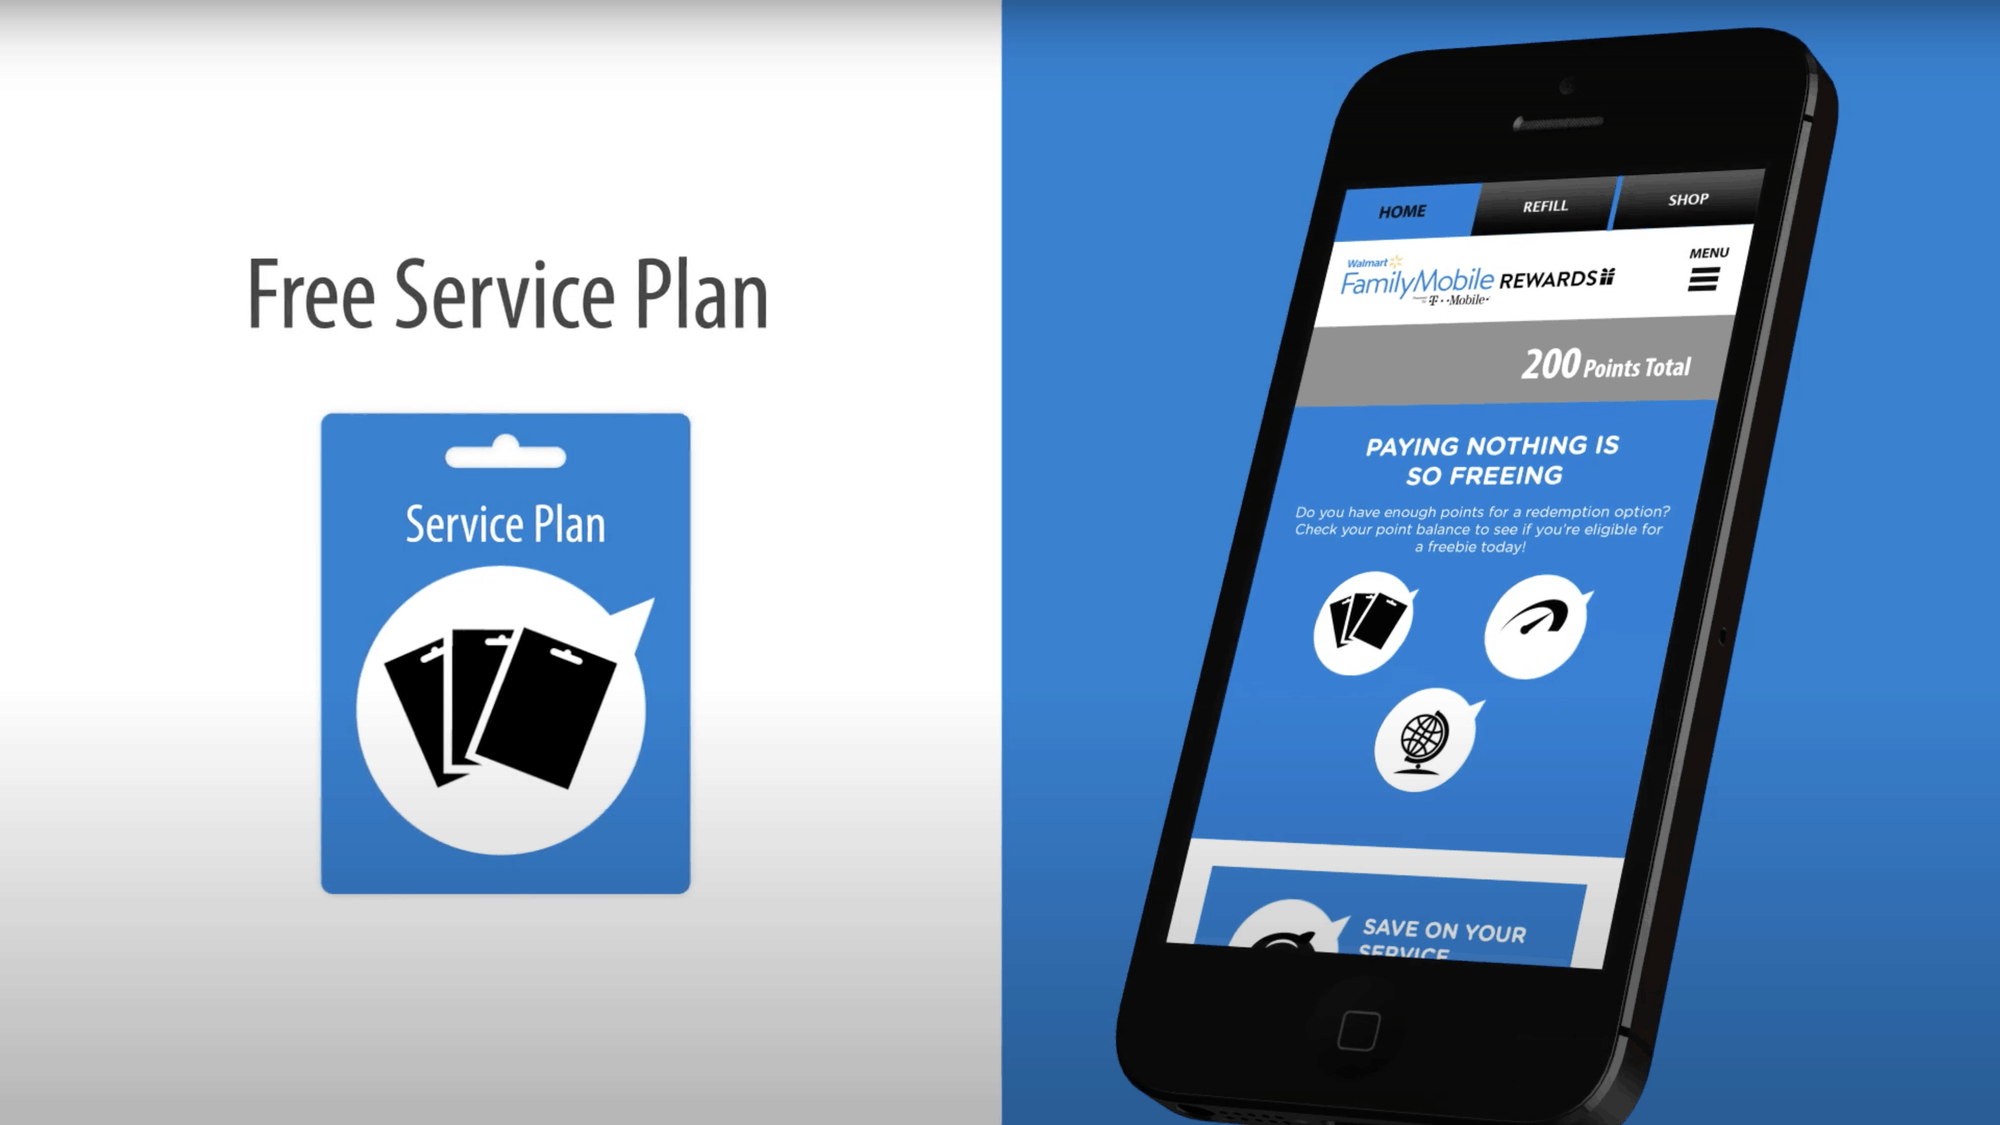 Free Service Plan
Service Plan
HOME
REFILL
SHOP
Walmart
FamilyMobile REWARDS
T··Mobile·
MENU
200 Points Total
PAYING NOTHING IS
SO FREEING
Do you have enough points for a redemption option?
Check your point balance to see if you're eligible for
a freebie today!
SAVE ON YOUR
SERVICE